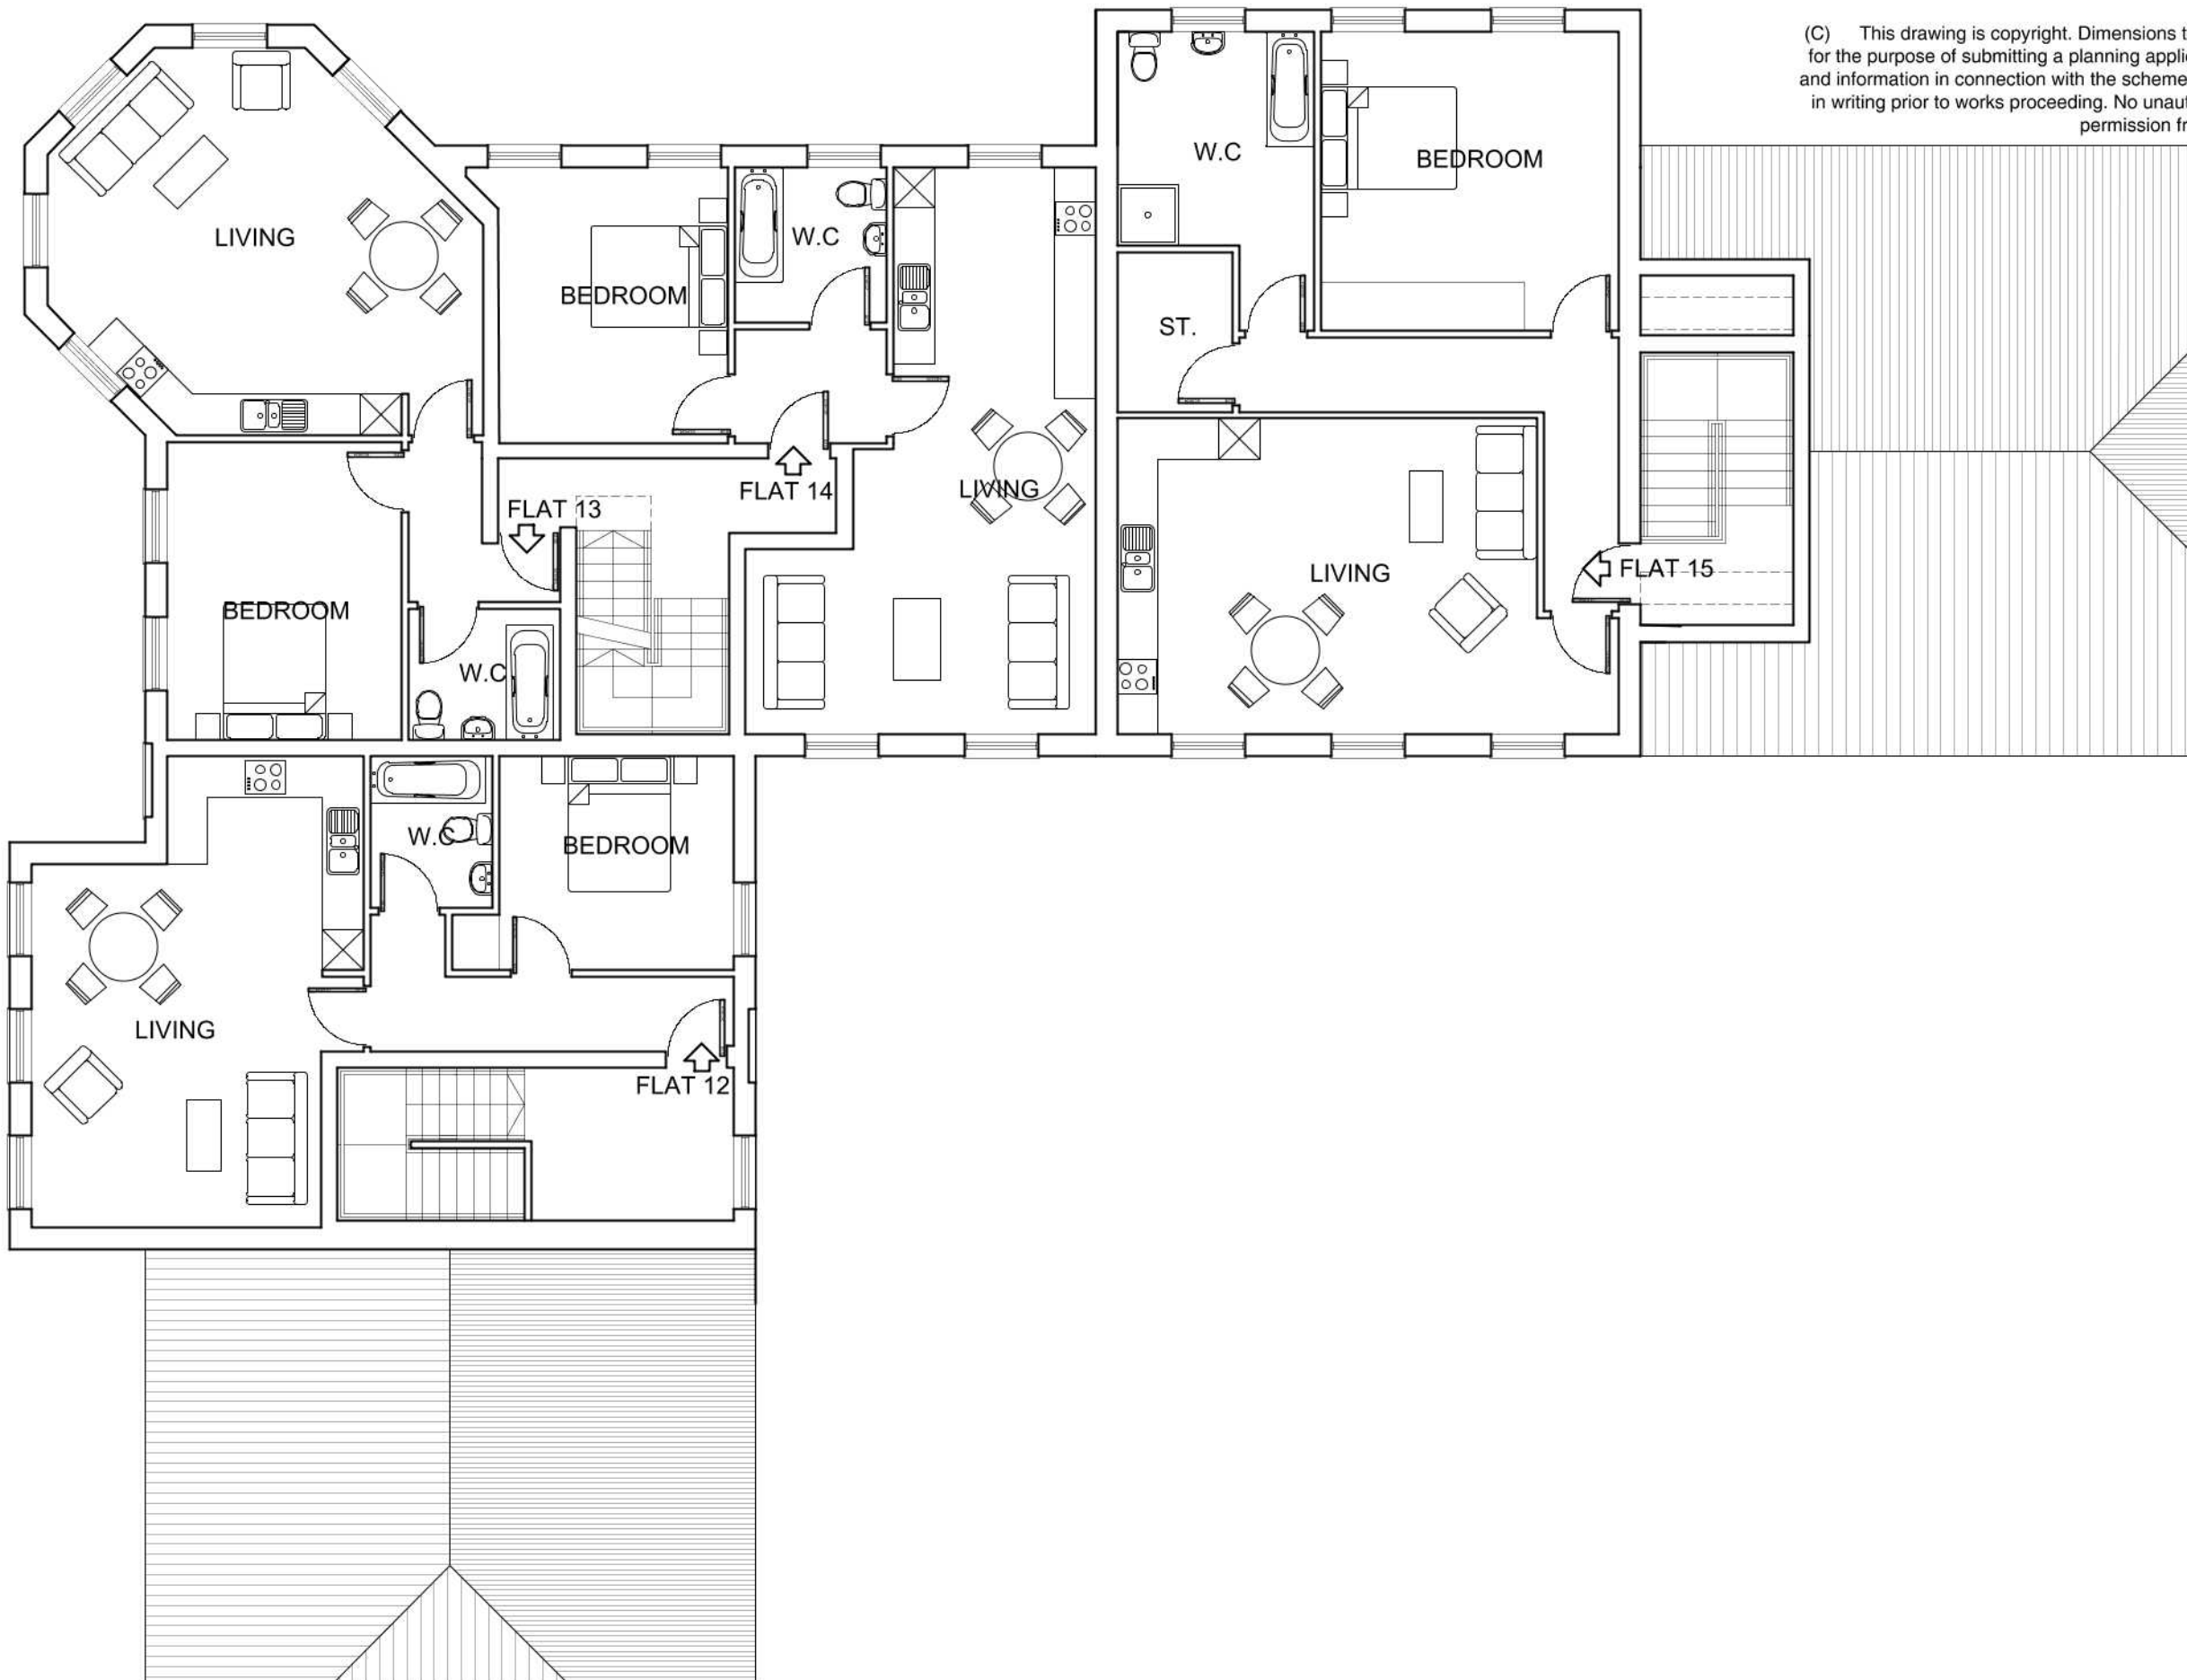 (C) This drawing is copyright. Dimensions t
for the purpose of submitting a planning appli
and information in connection with the scheme
in writing prior to works proceeding. No unaut
permission fr
W.C
BEDROOM
LIVING
W.C
BEDROOM
ST.
FLAT 14
LIVING
FLAT 13
FLAT 15
LIVING
BEDROOM
W.C
W.C
BEDROOM
LIVING
FLAT 12